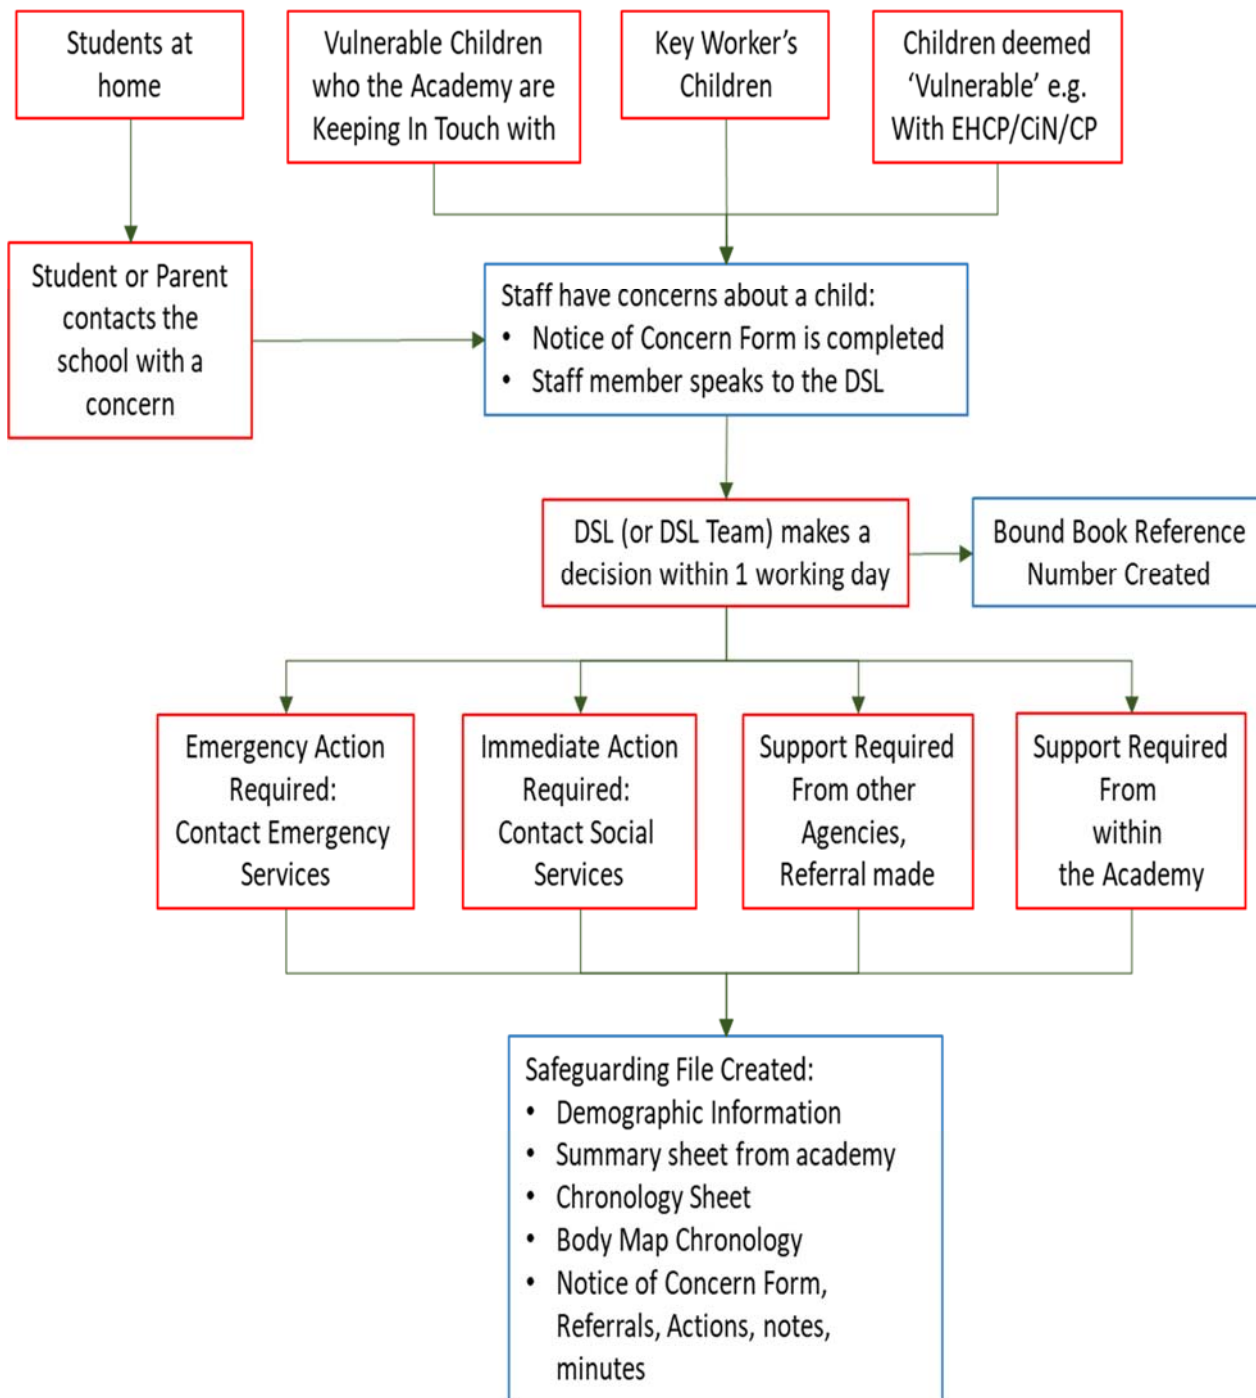 Students at
home
Vulnerable Children
who the Academy are
Keeping In Touch with
Key Worker’s
Children
Children deemed
‘Vulnerable’ e.g.
With EHCP/CiN/CP
Student or Parent
contacts the
school with a
concern
Staff have concerns about a child:
• Notice of Concern Form is completed
• Staff member speaks to the DSL
DSL (or DSL Team) makes a
decision within 1 working day
Bound Book Reference
Number Created
Emergency Action
Required:
Contact Emergency
Services
Immediate Action
Required:
Contact Social
Services
Support Required
From other
Agencies,
Referral made
Support Required
From
within
the Academy
Safeguarding File Created:
• Demographic Information
• Summary sheet from academy
• Chronology Sheet
• Body Map Chronology
• Notice of Concern Form,
Referrals, Actions, notes,
minutes